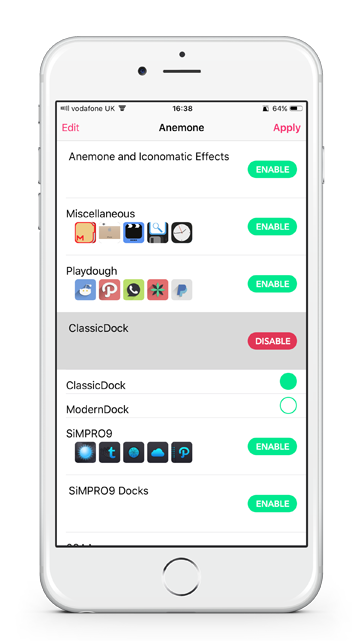 vodafone UK 16:38 64%
Edit Anemone Apply
Anemone and Iconomatic Effects
ENABLE
Miscellaneous
ENABLE
Playdough
ENABLE
ClassicDock
DISABLE
ClassicDock
ModernDock
SiMPRO9
ENABLE
SiMPRO9 Docks
ENABLE